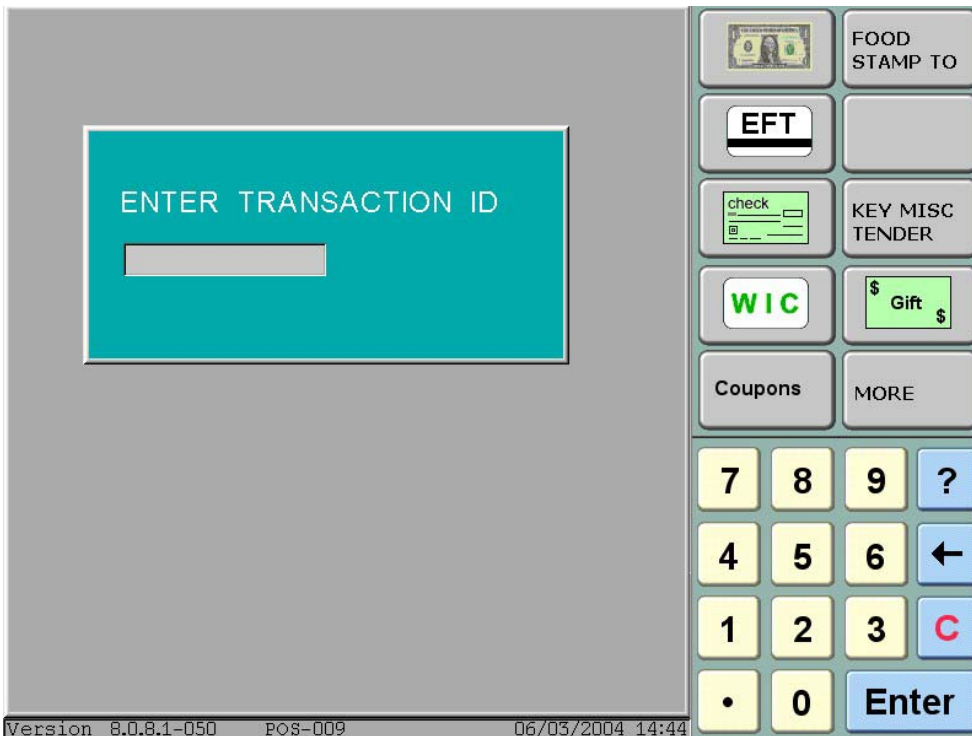 ENTER TRANSACTION ID
FOOD
STAMP TO
EFT
check
KEY MISC
TENDER
WIC
$ Gift $
Coupons
MORE
7 8 9 ?
4 5 6 ←
1 2 3 C
• 0 Enter
Version 8.0.8.1-050 POS-009 06/03/2004 14:44